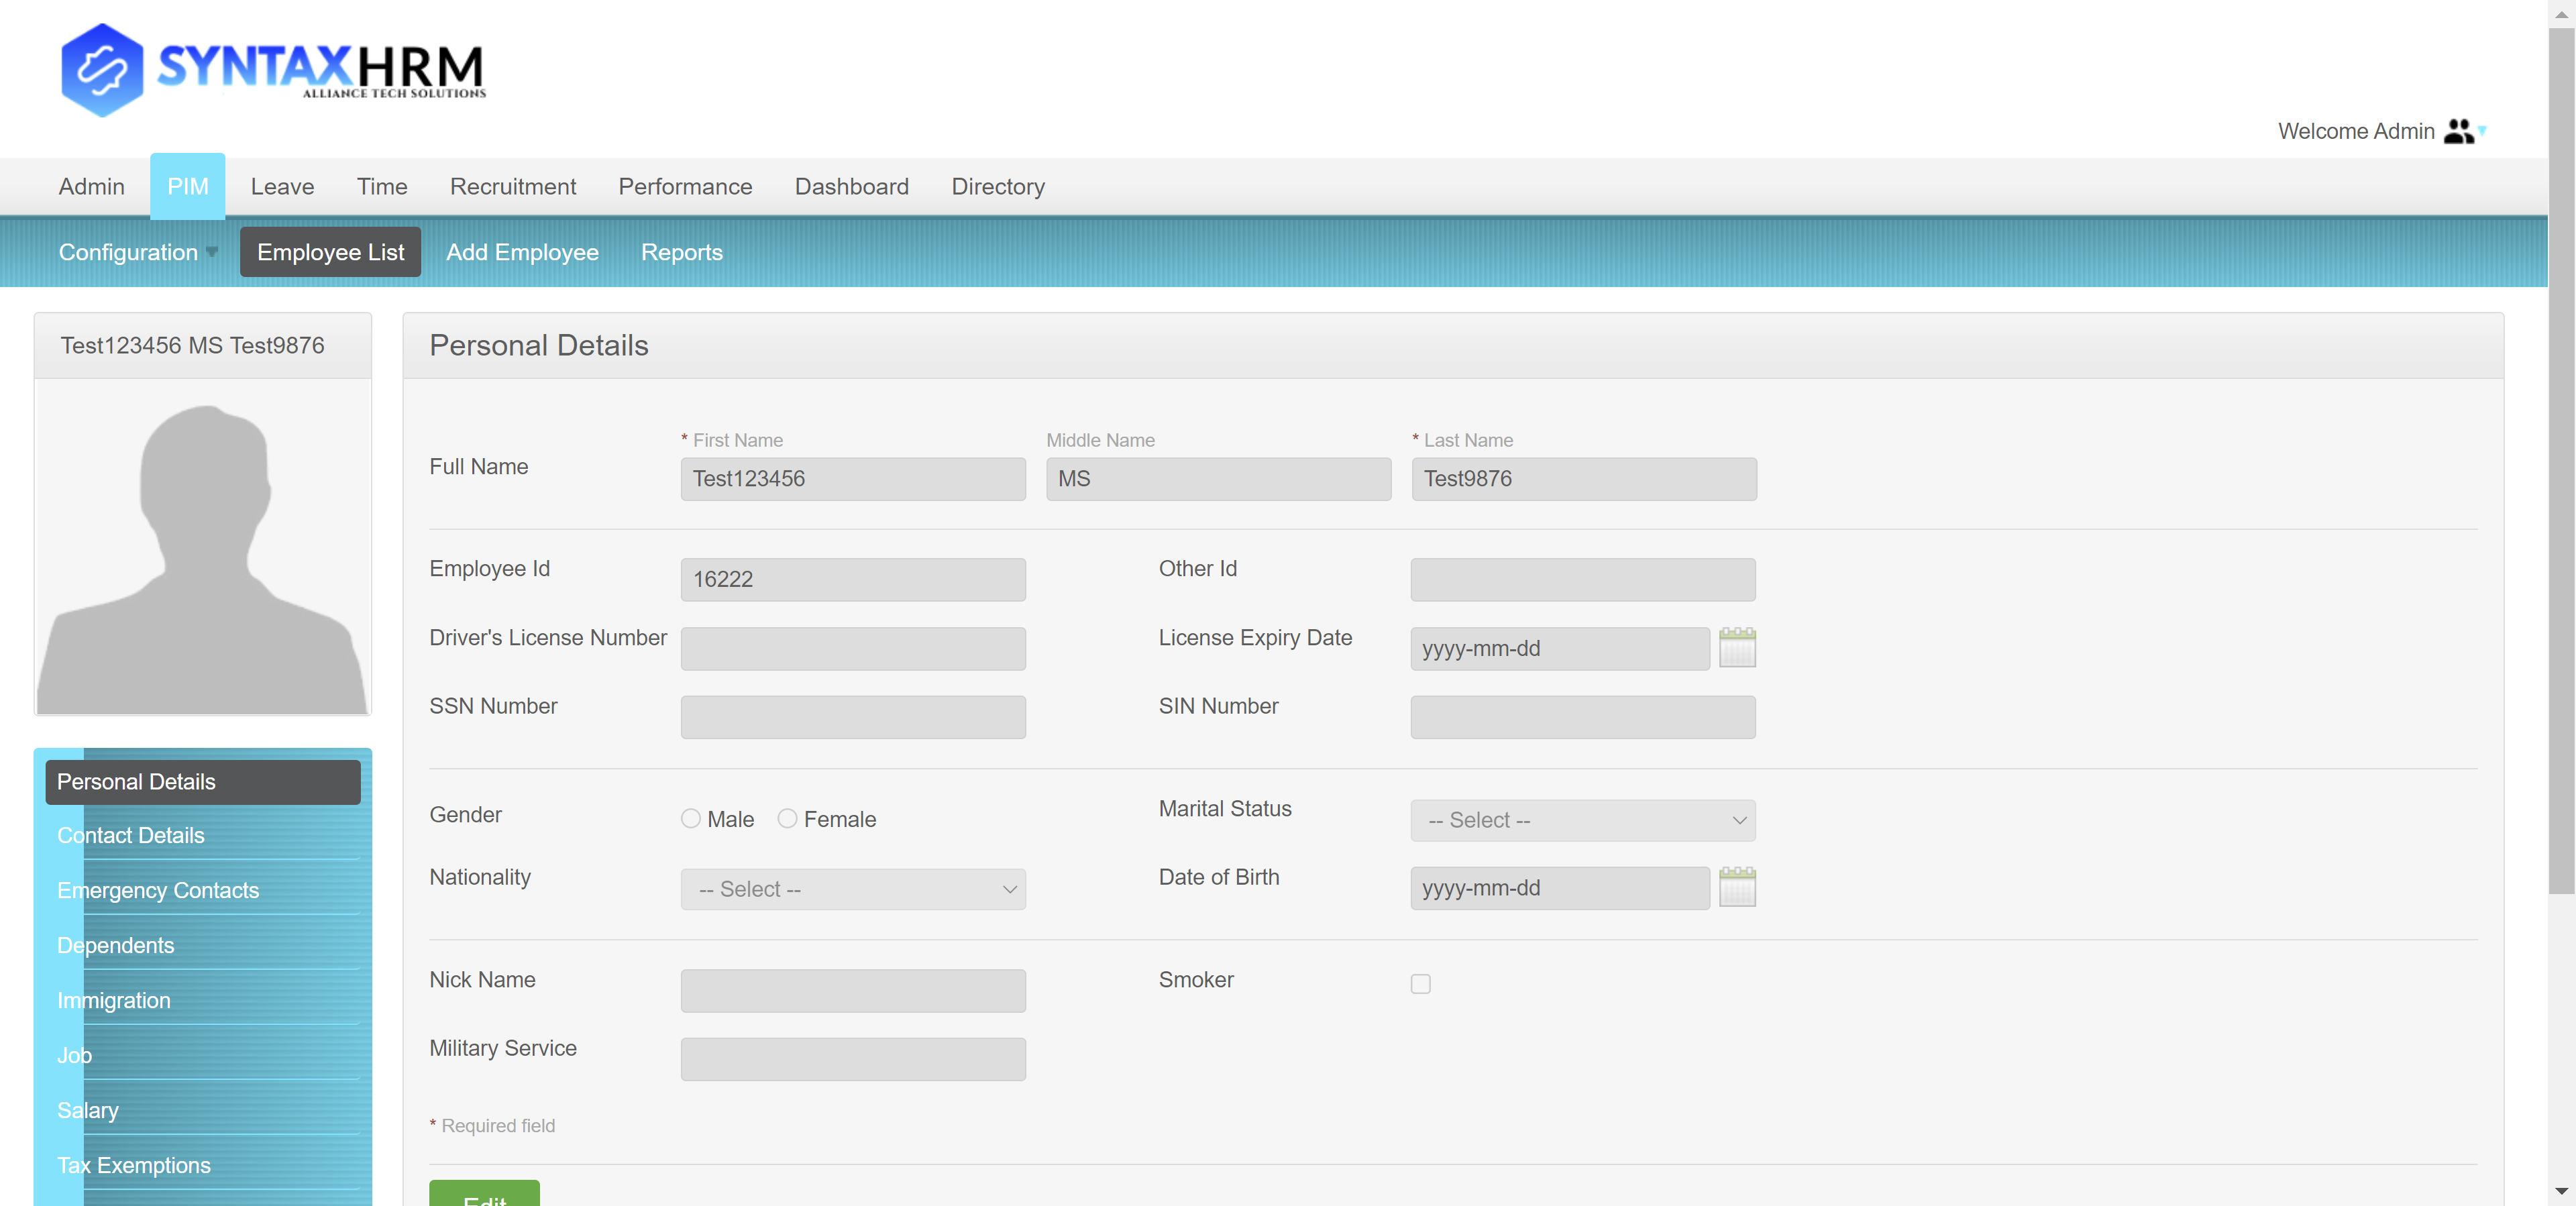 SYNTAXHRM
ALLIANCE TECH SOLUTIONS
Welcome Admin
Admin PIM Leave Time Recruitment Performance Dashboard Directory
Configuration Employee List Add Employee Reports
Test123456 MS Test9876
Personal Details
* First Name Middle Name * Last Name
Full Name Test123456 MS Test9876
Employee Id 16222 Other Id
Driver's License Number License Expiry Date yyyy-mm-dd
SSN Number SIN Number
Gender Male Female Marital Status -- Select --
Nationality -- Select -- Date of Birth yyyy-mm-dd
Nick Name Smoker
Military Service
* Required field
Edit
Personal Details
Contact Details
Emergency Contacts
Dependents
Immigration
Job
Salary
Tax Exemptions